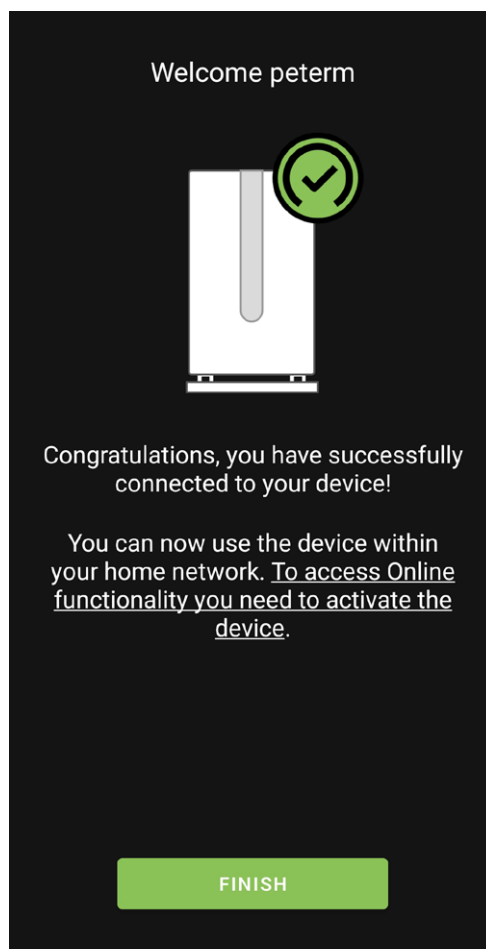 Welcome peterm
Congratulations, you have successfully
connected to your device!
You can now use the device within
your home network. To access Online
functionality you need to activate the
device.
FINISH